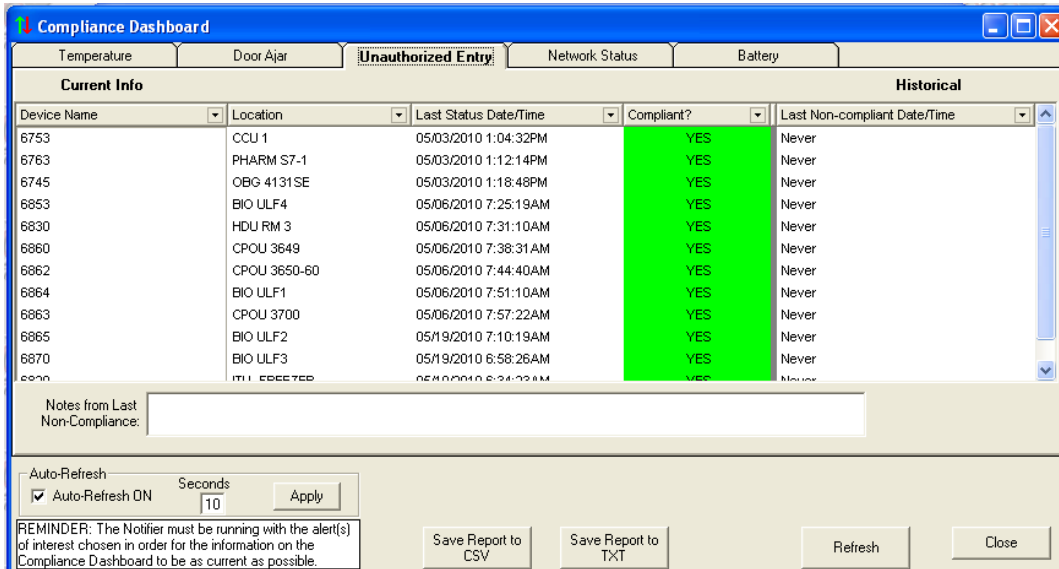 Compliance Dashboard
Temperature Door Ajar Unauthorized Entry Network Status Battery
Current Info Historical
Device Name Location Last Status Date/Time Compliant? Last Non-compliant Date/Time
6753 CCU 1 05/03/2010 1:04:32PM YES Never
6763 PHARM S7-1 05/03/2010 1:12:14PM YES Never
6745 OBG 4131SE 05/03/2010 1:18:48PM YES Never
6853 BIO ULF4 05/06/2010 7:25:19AM YES Never
6830 HDU RM 3 05/06/2010 7:31:10AM YES Never
6860 CPOU 3649 05/06/2010 7:38:31AM YES Never
6862 CPOU 3650-60 05/06/2010 7:44:40AM YES Never
6864 BIO ULF1 05/06/2010 7:51:10AM YES Never
6863 CPOU 3700 05/06/2010 7:57:22AM YES Never
6865 BIO ULF2 05/19/2010 7:10:19AM YES Never
6870 BIO ULF3 05/19/2010 6:58:26AM YES Never
YES Never
Notes from Last
Non-Compliance:
Auto-Refresh
Auto-Refresh ON Seconds 10 Apply
REMINDER: The Notifier must be running with the alert(s)
of interest chosen in order for the information on the
Compliance Dashboard to be as current as possible.
Save Report to
CSV
Save Report to
TXT
Refresh
Close